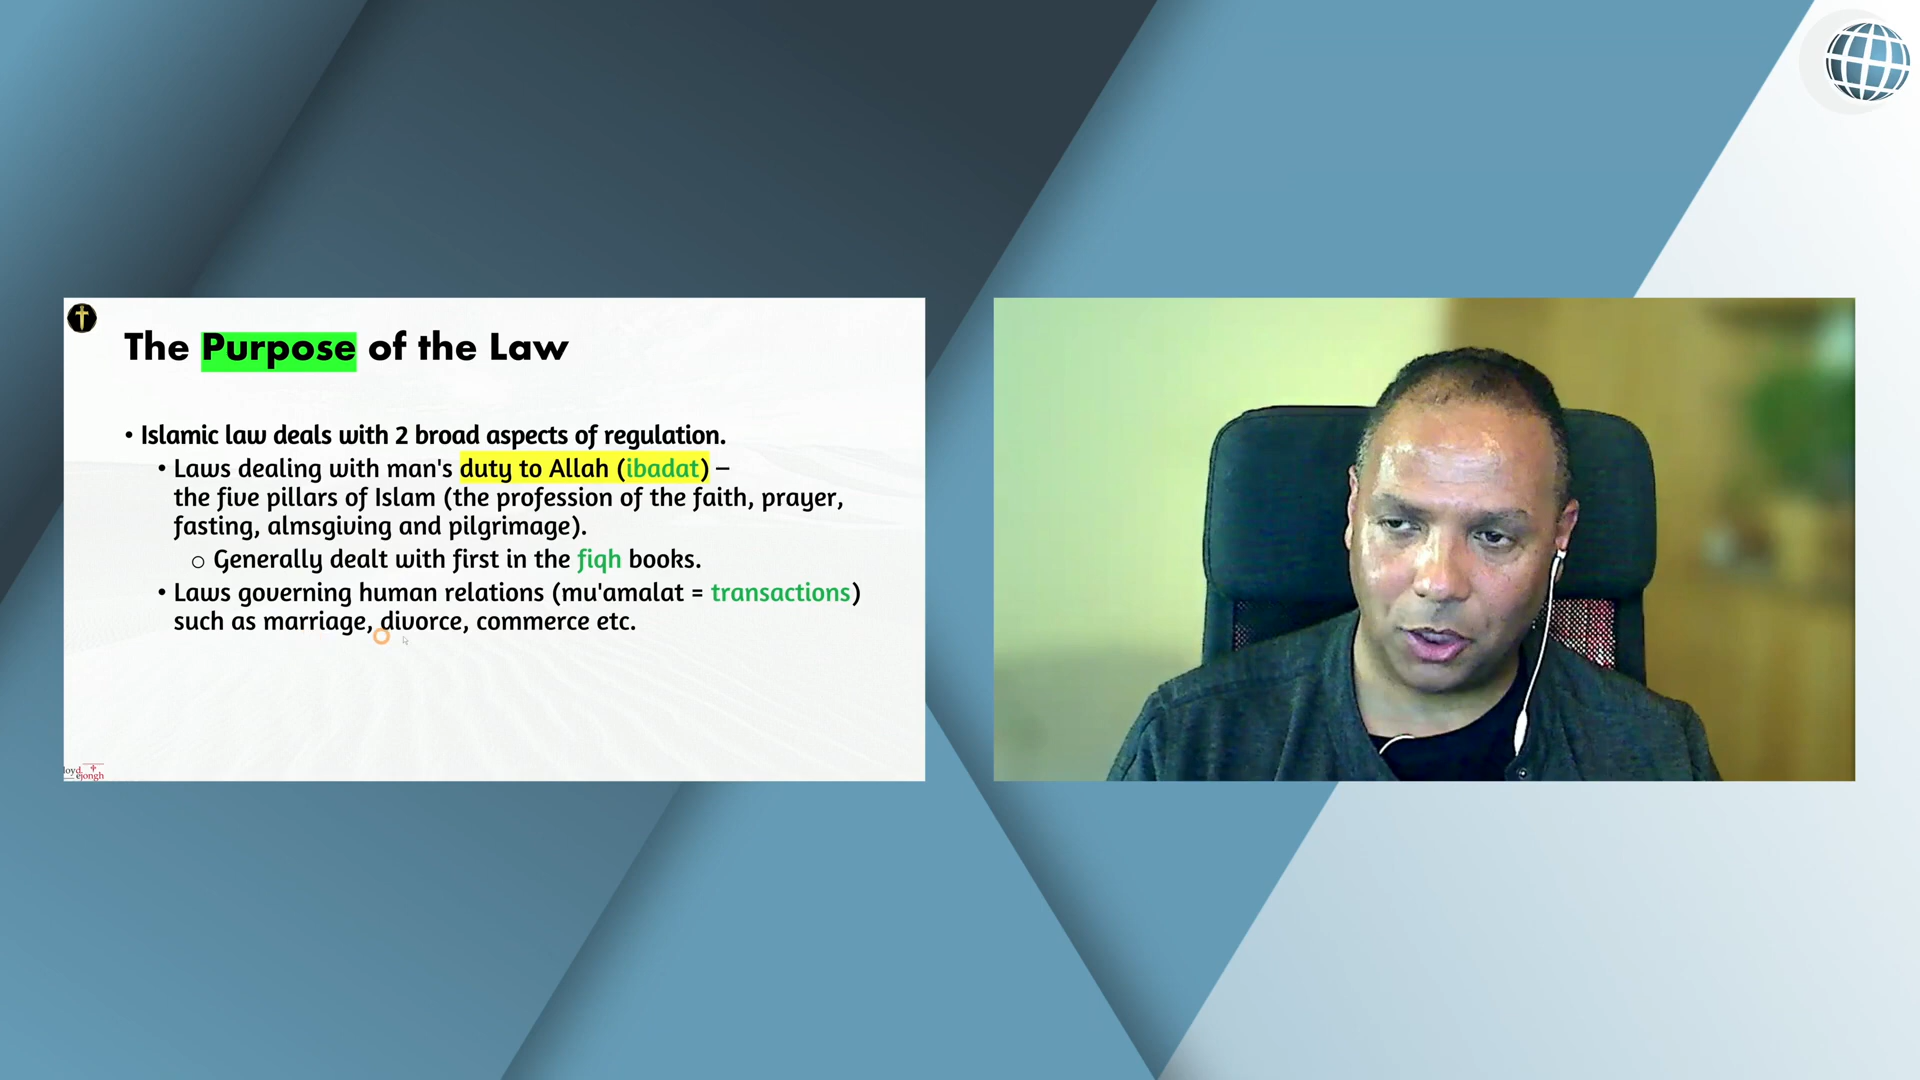 The Purpose of the Law
• Islamic law deals with 2 broad aspects of regulation.
• Laws dealing with man's duty to Allah (ibadat) –
the five pillars of Islam (the profession of the faith, prayer,
fasting, almsgiving and pilgrimage).
o Generally dealt with first in the fiqh books.
• Laws governing human relations (mu'amalat = transactions)
such as marriage, divorce, commerce etc.
loyd
ejongh